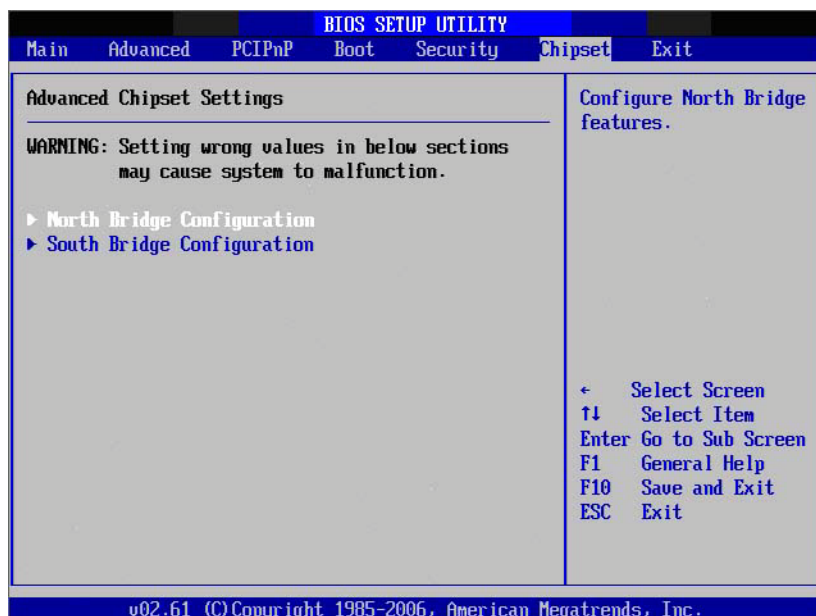 BIOS SETUP UTILITY
Main Advanced PCIPnP Boot Security Chipset Exit
Advanced Chipset Settings
WARNING: Setting wrong values in below sections
may cause system to malfunction.
▶ North Bridge Configuration
▶ South Bridge Configuration
Configure North Bridge
features.
← Select Screen
↑↓ Select Item
Enter Go to Sub Screen
F1 General Help
F10 Save and Exit
ESC Exit
v02.61 (C)Copyright 1985-2006, American Megatrends, Inc.